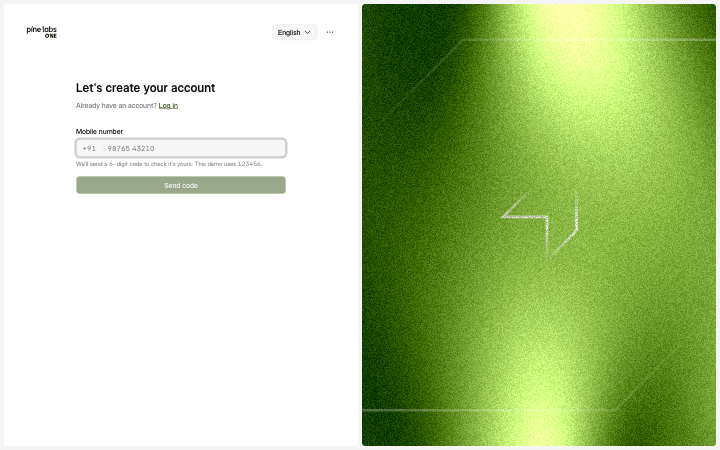 pine labs
ONE
English
Let's create your account
Already have an account? Log in
Mobile number
+91 98765 43210
We'll send a 6-digit code to check it's yours. This demo uses 123456.
Send code